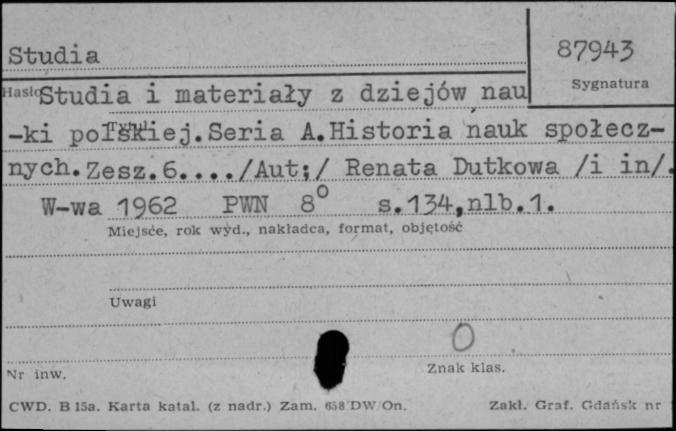 Studia
87943
Sygnatura
Hasło
Studia i materiały z dziejów nau
-ki polskiej.Seria A.Historia nauk społecz-
nych.Zesz.6..../Aut:/ Renata Dutkowa /i in/.
W-wa 1962 PWN 8° s.134,nlb.1.
Miejsce, rok wyd., nakładca, format, objętość
Uwagi
0
Nr inw.
Znak klas.
CWD. B 15a. Karta katal. (z nadr.) Zam. 658 DW/On.
Zakł. Graf. Gdańsk nr